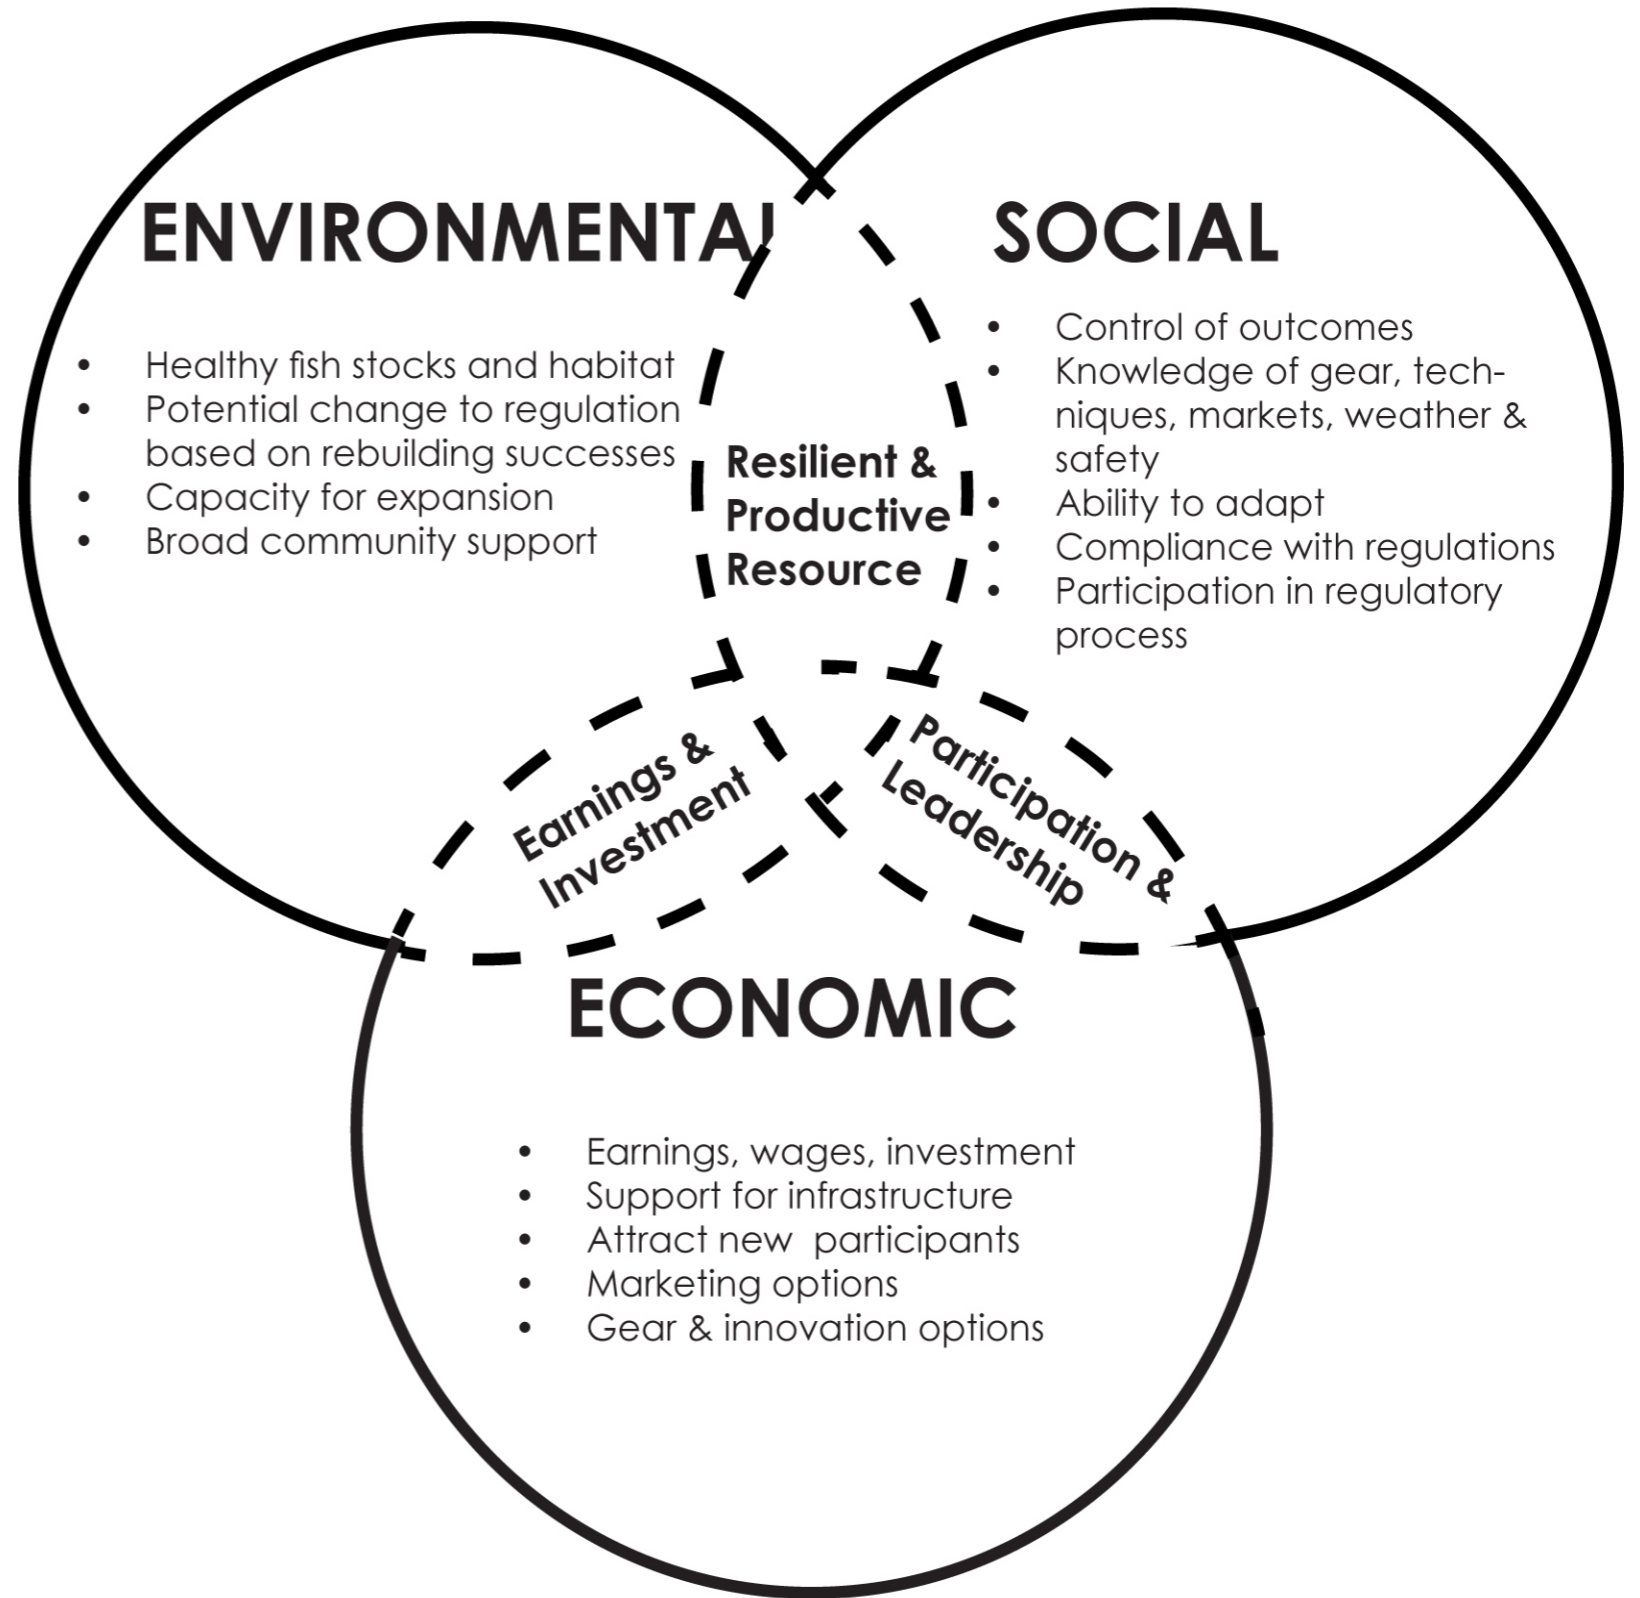 ENVIRONMENTAL
• Healthy fish stocks and habitat
• Potential change to regulation
based on rebuilding successes
• Capacity for expansion
• Broad community support
SOCIAL
• Control of outcomes
• Knowledge of gear, tech-
niques, markets, weather &
safety
• Ability to adapt
• Compliance with regulations
• Participation in regulatory
process
Resilient &
Productive
Resource
Earnings &
Investment
Participation &
Leadership
ECONOMIC
• Earnings, wages, investment
• Support for infrastructure
• Attract new participants
• Marketing options
• Gear & innovation options